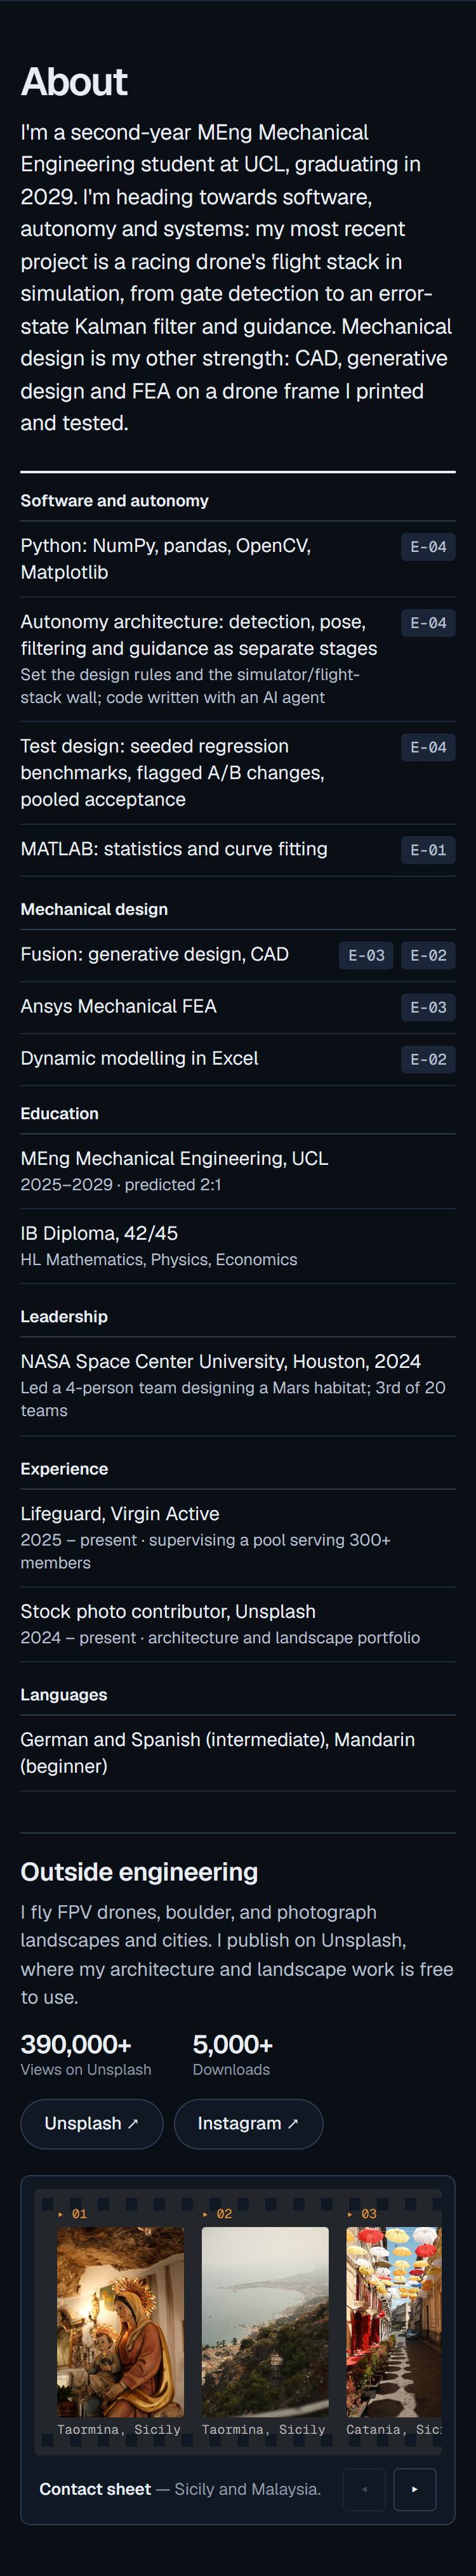 About
I'm a second-year MEng Mechanical
Engineering student at UCL, graduating in
2029. I'm heading towards software,
autonomy and systems: my most recent
project is a racing drone's flight stack in
simulation, from gate detection to an error-
state Kalman filter and guidance. Mechanical
design is my other strength: CAD, generative
design and FEA on a drone frame I printed
and tested.
Software and autonomy
Python: NumPy, pandas, OpenCV, E-04
Matplotlib
Autonomy architecture: detection, pose, E-04
filtering and guidance as separate stages
Set the design rules and the simulator/flight-
stack wall; code written with an AI agent
Test design: seeded regression E-04
benchmarks, flagged A/B changes,
pooled acceptance
MATLAB: statistics and curve fitting E-01
Mechanical design
Fusion: generative design, CAD E-03 E-02
Ansys Mechanical FEA E-03
Dynamic modelling in Excel E-02
Education
MEng Mechanical Engineering, UCL
2025–2029 · predicted 2:1
IB Diploma, 42/45
HL Mathematics, Physics, Economics
Leadership
NASA Space Center University, Houston, 2024
Led a 4-person team designing a Mars habitat; 3rd of 20
teams
Experience
Lifeguard, Virgin Active
2025 – present · supervising a pool serving 300+
members
Stock photo contributor, Unsplash
2024 – present · architecture and landscape portfolio
Languages
German and Spanish (intermediate), Mandarin
(beginner)
Outside engineering
I fly FPV drones, boulder, and photograph
landscapes and cities. I publish on Unsplash,
where my architecture and landscape work is free
to use.
390,000+ 5,000+
Views on Unsplash Downloads
Unsplash ↗ Instagram ↗
▸ 01 ▸ 02 ▸ 03
Taormina, Sicily Taormina, Sicily Catania, Sic
Contact sheet — Sicily and Malaysia. ◂ ▸